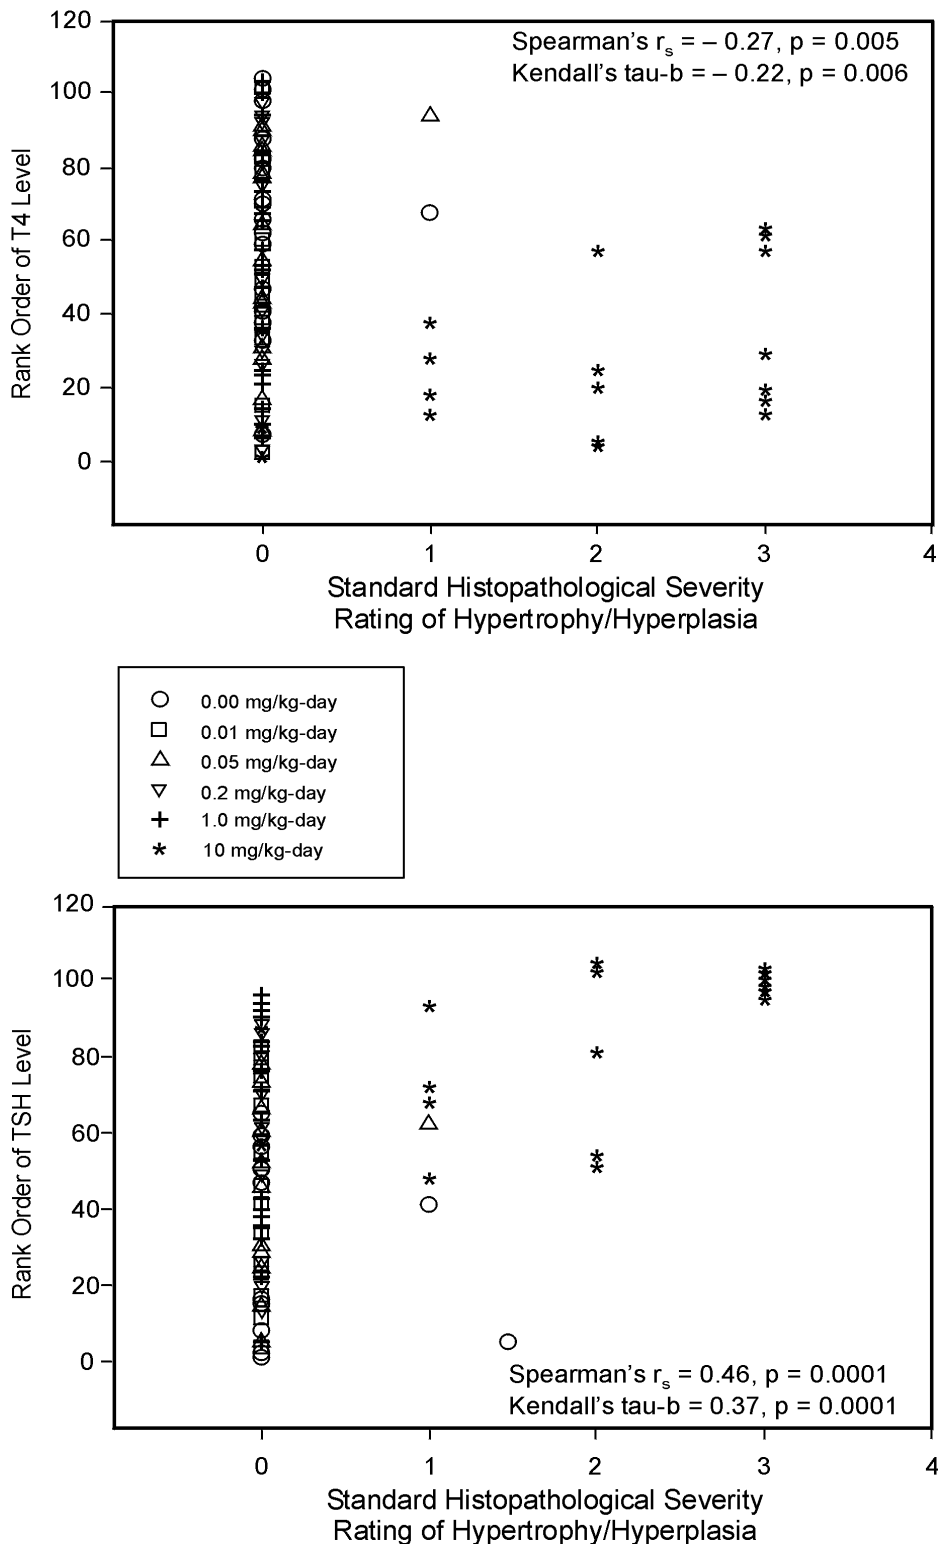 120
100
80
60
40
20
0
Rank Order of T4 Level
Spearman’s rs = – 0.27, p = 0.005
Kendall’s tau-b = – 0.22, p = 0.006
0 1 2 3 4
Standard Histopathological Severity
Rating of Hypertrophy/Hyperplasia
0.00 mg/kg-day
0.01 mg/kg-day
0.05 mg/kg-day
0.2 mg/kg-day
1.0 mg/kg-day
10 mg/kg-day
120
100
80
60
40
20
0
Rank Order of TSH Level
Spearman’s rs = 0.46, p = 0.0001
Kendall’s tau-b = 0.37, p = 0.0001
0 1 2 3 4
Standard Histopathological Severity
Rating of Hypertrophy/Hyperplasia